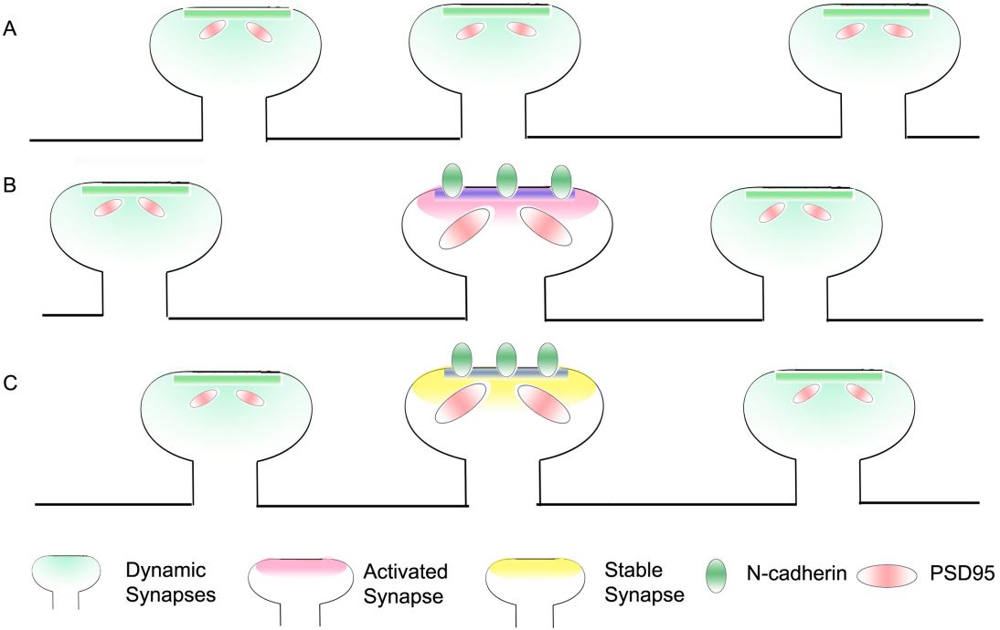 A
B
C
Dynamic
Synapses
Activated
Synapse
Stable
Synapse
N-cadherin
PSD95